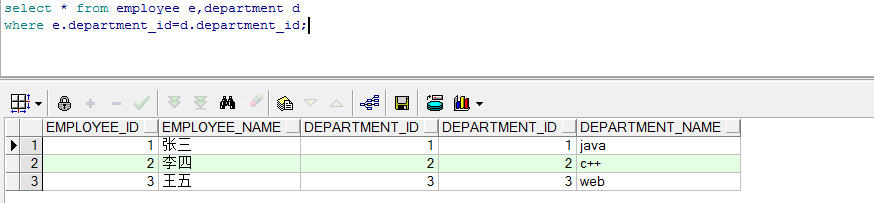 select * from employee e,department d
where e.department_id=d.department_id;
EMPLOYEE_ID EMPLOYEE_NAME DEPARTMENT_ID DEPARTMENT_ID DEPARTMENT_NAME
1 1 张三 1 1 java
2 2 李四 2 2 c++
3 3 王五 3 3 web